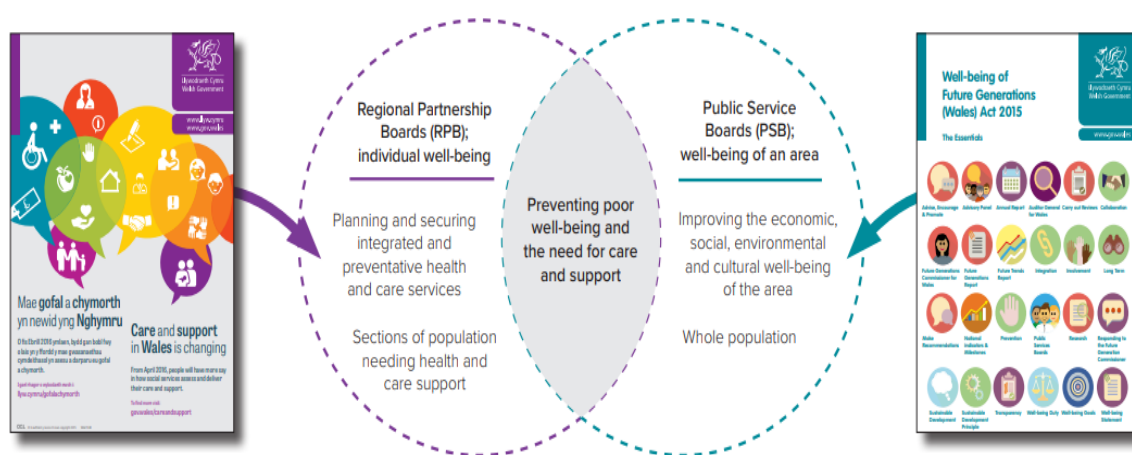 Llywodraeth Cymru
Welsh Government
www.gov.wales
Mae gofal a chymorth
yn newid yng Nghymru
a chymorth.
Care and support
in Wales is changing
From April 2016, people will have more say
in how social services assess and deliver
their care and support.
Regional Partnership
Boards (RPB);
individual well-being
Planning and securing
integrated and
preventative health
and care services
Sections of population
needing health and
care support
Preventing poor
well-being and
the need for care
and support
Public Service
Boards (PSB);
well-being of an area
Improving the economic,
social, environmental
and cultural well-being
of the area
Whole population
Well-being of
Future Generations
(Wales) Act 2015
The Essentials
Llywodraeth Cymru
Welsh Government
Advise, Encourage
& Promote
Advisory Panel
Annual Report
Auditor General
for Wales
Carry out Reviews
Collaboration
Future Generations
Commissioner for
Wales
Future
Generations
Report
Future Trends
Report
Integration
Involvement
Long Term
Make
Recommendations
National
Indicators &
Milestones
Prevention
Public
Services
Boards
Research
Responding to
the Future
Generation
Commissioner
Sustainable
Development
Sustainable
Development
Principle
Transparency
Well-being Duty
Well-being Goals
Well-being
Statement